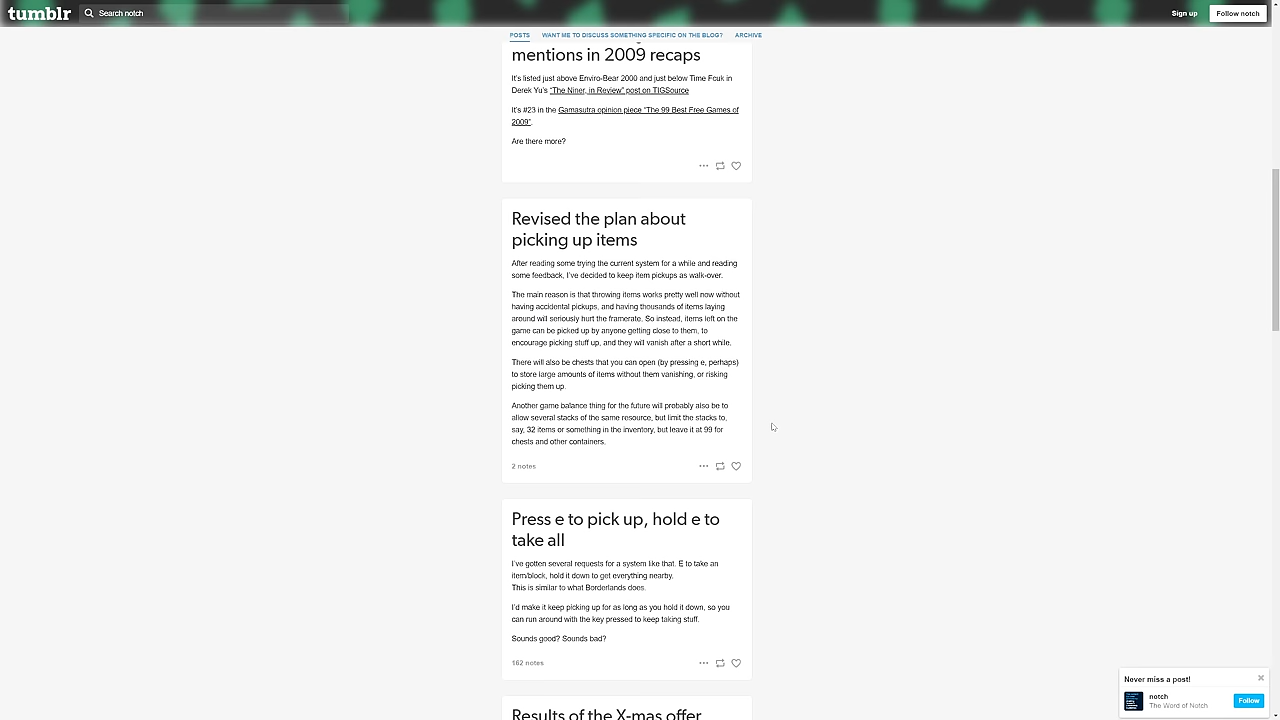 tumblr
Search notch
Sign up
Follow notch
POSTS
WANT ME TO DISCUSS SOMETHING SPECIFIC ON THE BLOG?
ARCHIVE
mentions in 2009 recaps
It's listed just above Enviro-Bear 2000 and just below Time Fcuk in
Derek Yu's "The Niner, in Review" post on TIGSource
It's #23 in the Gamasutra opinion piece "The 99 Best Free Games of
2009".
Are there more?
Revised the plan about
picking up items
After reading some trying the current system for a while and reading
some feedback, I've decided to keep item pickups as walk-over.
The main reason is that throwing items works pretty well now without
having accidental pickups, and having thousands of items laying
around will seriously hurt the framerate. So instead, items left on the
game can be picked up by anyone getting close to them, to
encourage picking stuff up, and they will vanish after a short while.
There will also be chests that you can open (by pressing e, perhaps)
to store large amounts of items without them vanishing, or risking
picking them up.
Another game balance thing for the future will probably also be to
allow several stacks of the same resource, but limit the stacks to,
say, 32 items or something in the inventory, but leave it at 99 for
chests and other containers.
2 notes
Press e to pick up, hold e to
take all
I've gotten several requests for a system like that. E to take an
item/block, hold it down to get everything nearby.
This is similar to what Borderlands does.
I'd make it keep picking up for as long as you hold it down, so you
can run around with the key pressed to keep taking stuff.
Sounds good? Sounds bad?
162 notes
Results of the X-mas offer
Never miss a post!
notch
The Word of Notch
Follow